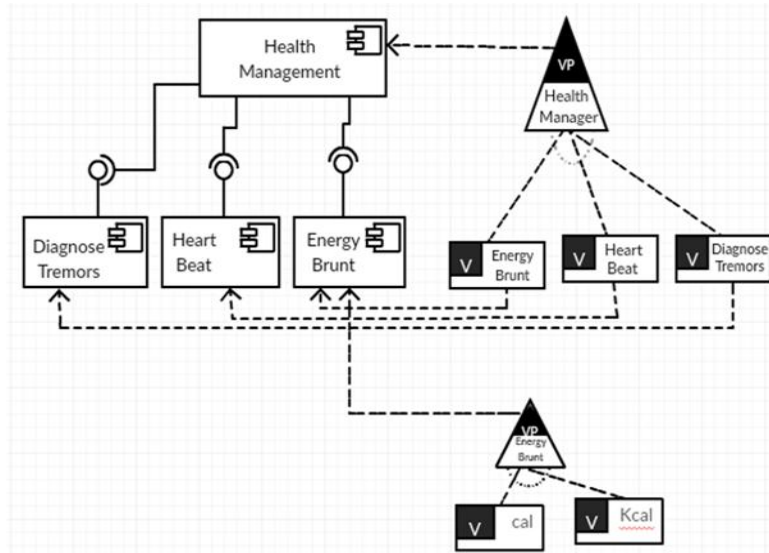 Health
Management
VP
Health
Manager
Diagnose
Tremors
Heart
Beat
Energy
Brunt
V
Energy
Brunt
V
Heart
Beat
V
Diagnose
Tremors
VP
Energy
Brunt
V
cal
V
Kcal